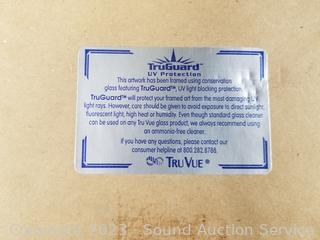 TruGuard™
UV Protection
This artwork has been framed using conservation
glass featuring TruGuard™, UV light blocking protection.
TruGuard™ will protect your framed art from the most damaging UV
light rays. However, care should be given to avoid exposure to direct sunlight,
fluorescent light, high heat or humidity. Even though standard glass cleaner
can be used on any Tru Vue glass product, we always recommend using
an ammonia-free cleaner.
If you have any questions, please contact our
consumer helpline at 800.282.8788.
TRU VUE®
Copyright 2023 - Sound Auction Service